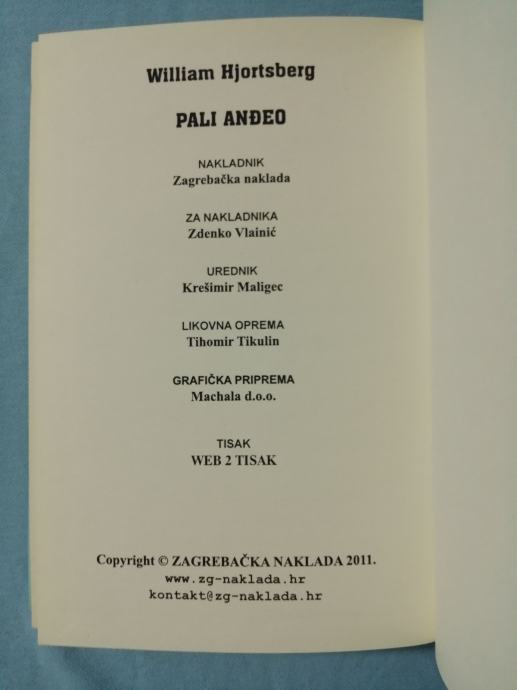 William Hjortsberg
PALI ANĐEO
NAKLADNIK
Zagrebačka naklada
ZA NAKLADNIKA
Zdenko Vlainić
UREDNIK
Krešimir Maligec
LIKOVNA OPREMA
Tihomir Tikulin
GRAFIČKA PRIPREMA
Machala d.o.o.
TISAK
WEB 2 TISAK
Copyright © ZAGREBAČKA NAKLADA 2011.
www.zg-naklada.hr
kontakt@zg-naklada.hr